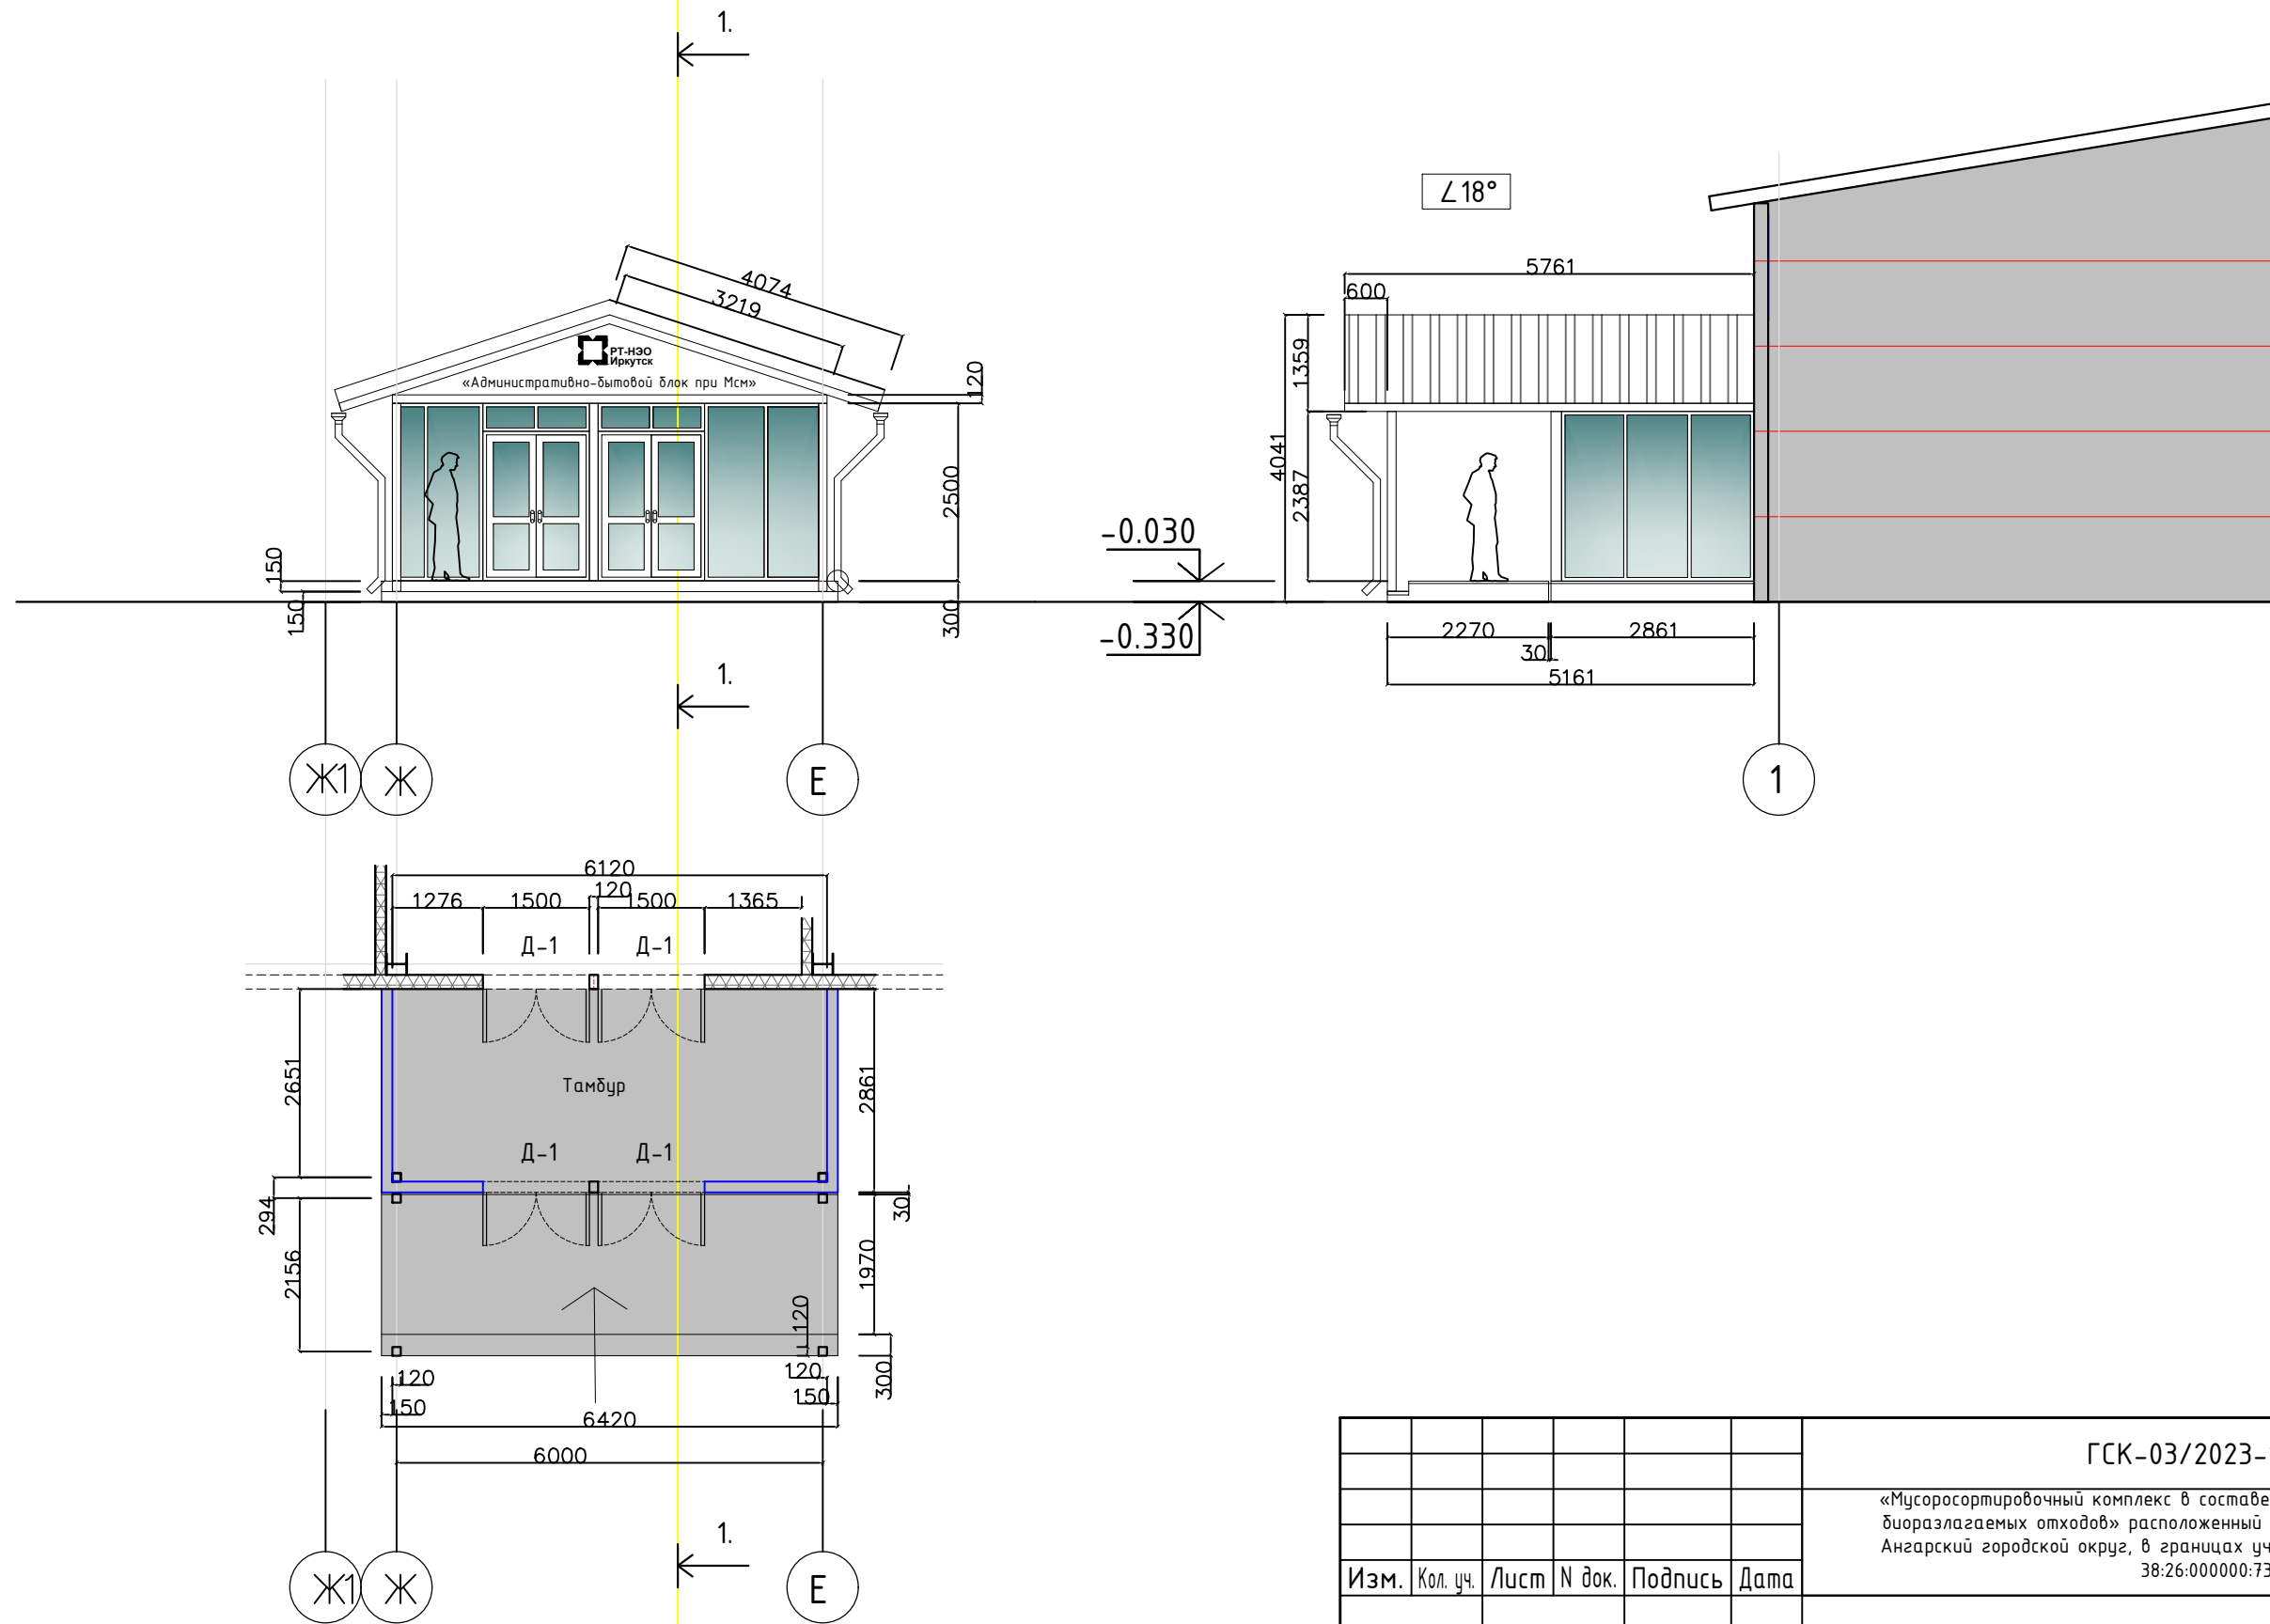 1.
∠18°
4074
3219
5761
600
РТ-НЭО
Иркутск
«Административно-бытовой блок при Мсм»
120
1359
4041
2387
2500
-0.030
150
150
300
-0.330
2270
2861
30
5161
1.
Ж1
Ж
Е
1
6120
120
1276
1500
1500
1365
Д-1
Д-1
2651
2861
Тамбур
Д-1
Д-1
294
30
2156
1970
120
120
120
300
150
150
6420
6000
1.
Ж1
Ж
Е
ГСК-03/2023-
«Мусоросортировочный комплекс в составе
биоразлагаемых отходов» расположенный
Ангарский городской округ, в границах уч
38:26:000000:73
Изм.
Кол. уч.
Лист
N док.
Подпись
Дата